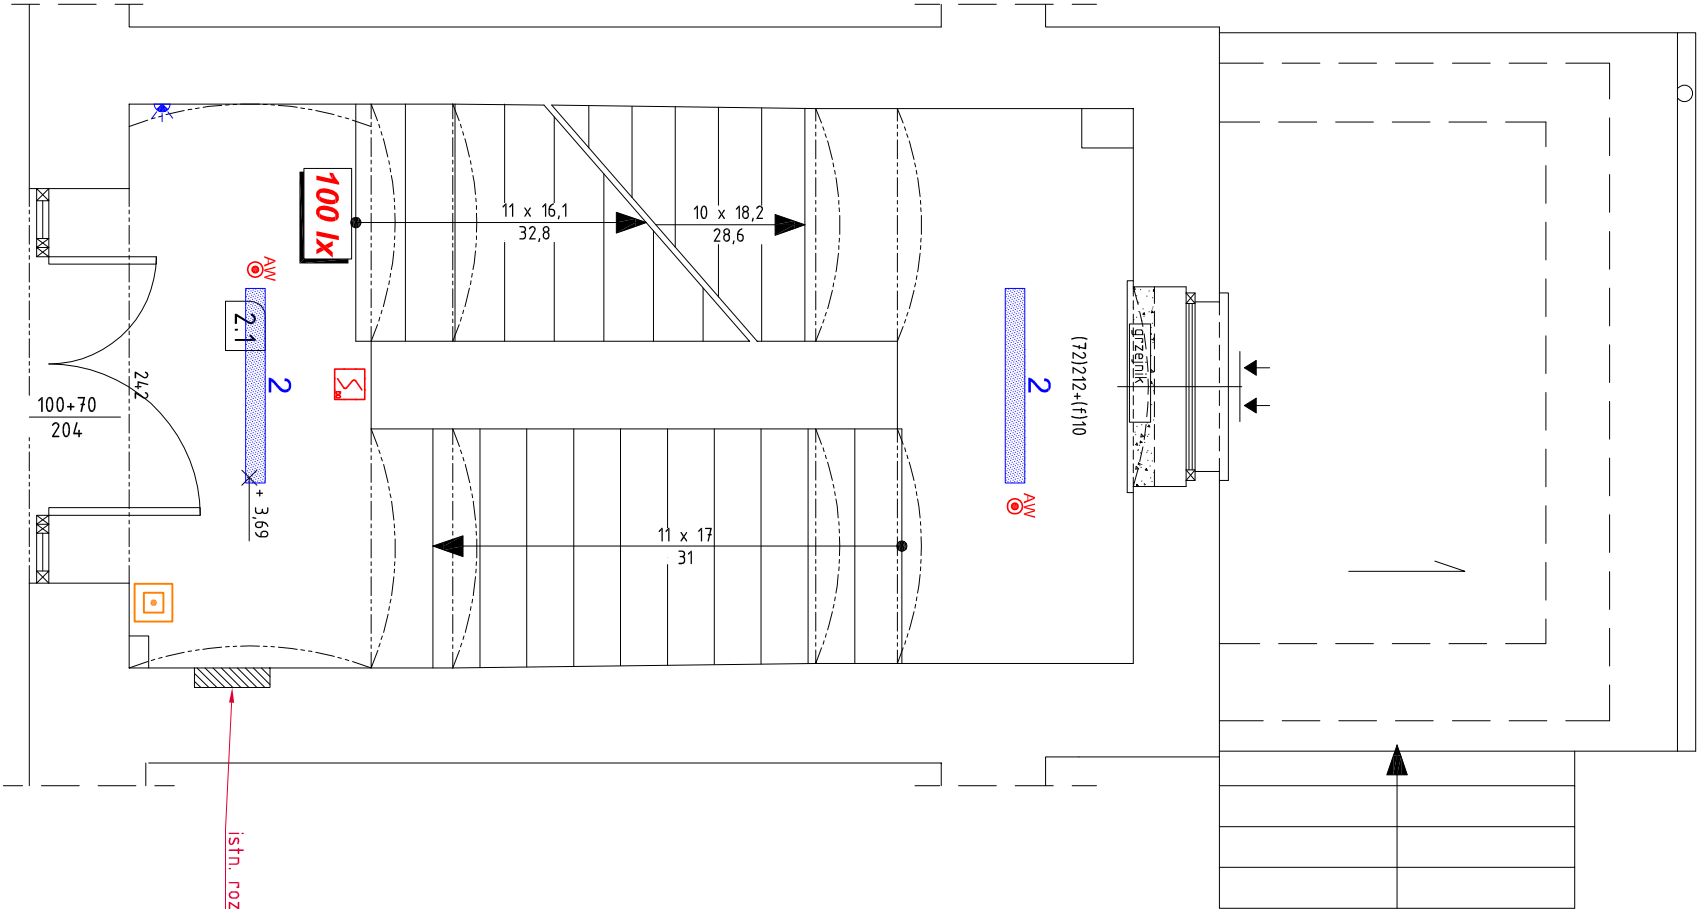 100 lx
11 x 16,1
32,8
10 x 18,2
28,6
AW
2.1
2
2
(72)212+(f)10
grzejnik
242
100+70
204
+ 3,69
AW
11 x 17
31
istn. roz